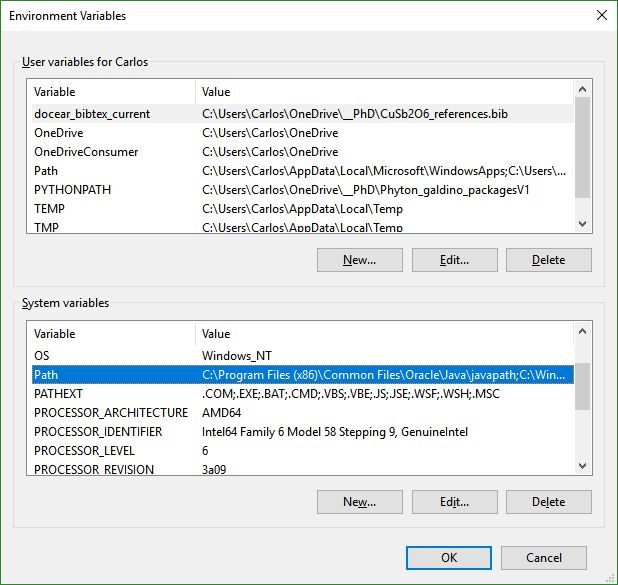 Environment Variables
User variables for Carlos
Variable Value
docear_bibtex_current C:\Users\Carlos\OneDrive\__PhD\CuSb2O6_references.bib
OneDrive C:\Users\Carlos\OneDrive
OneDriveConsumer C:\Users\Carlos\OneDrive
Path C:\Users\Carlos\AppData\Local\Microsoft\WindowsApps;C:\Users\...
PYTHONPATH C:\Users\Carlos\OneDrive\__PhD\Phyton_galdino_packagesV1
TEMP C:\Users\Carlos\AppData\Local\Temp
TMP C:\Users\Carlos\AppData\Local\Temp
New... Edit... Delete
System variables
Variable Value
OS Windows_NT
Path C:\Program Files (x86)\Common Files\Oracle\Java\javapath;C:\Win...
PATHEXT .COM;.EXE;.BAT;.CMD;.VBS;.VBE;.JS;.JSE;.WSF;.WSH;.MSC
PROCESSOR_ARCHITECTURE AMD64
PROCESSOR_IDENTIFIER Intel64 Family 6 Model 58 Stepping 9, GenuineIntel
PROCESSOR_LEVEL 6
PROCESSOR_REVISION 3a09
New... Edit... Delete
OK Cancel